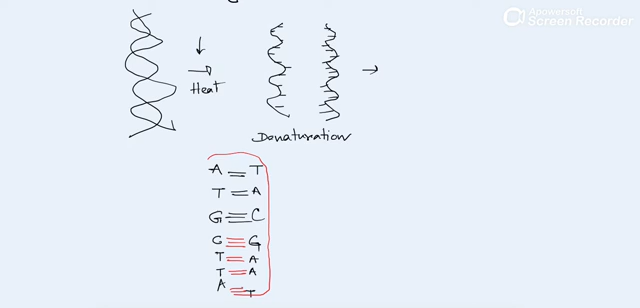 Apowersoft
Screen Recorder
Heat
Denaturation
A = T
T = A
G ≡ C
C ≡ G
T = A
T = A
A = T